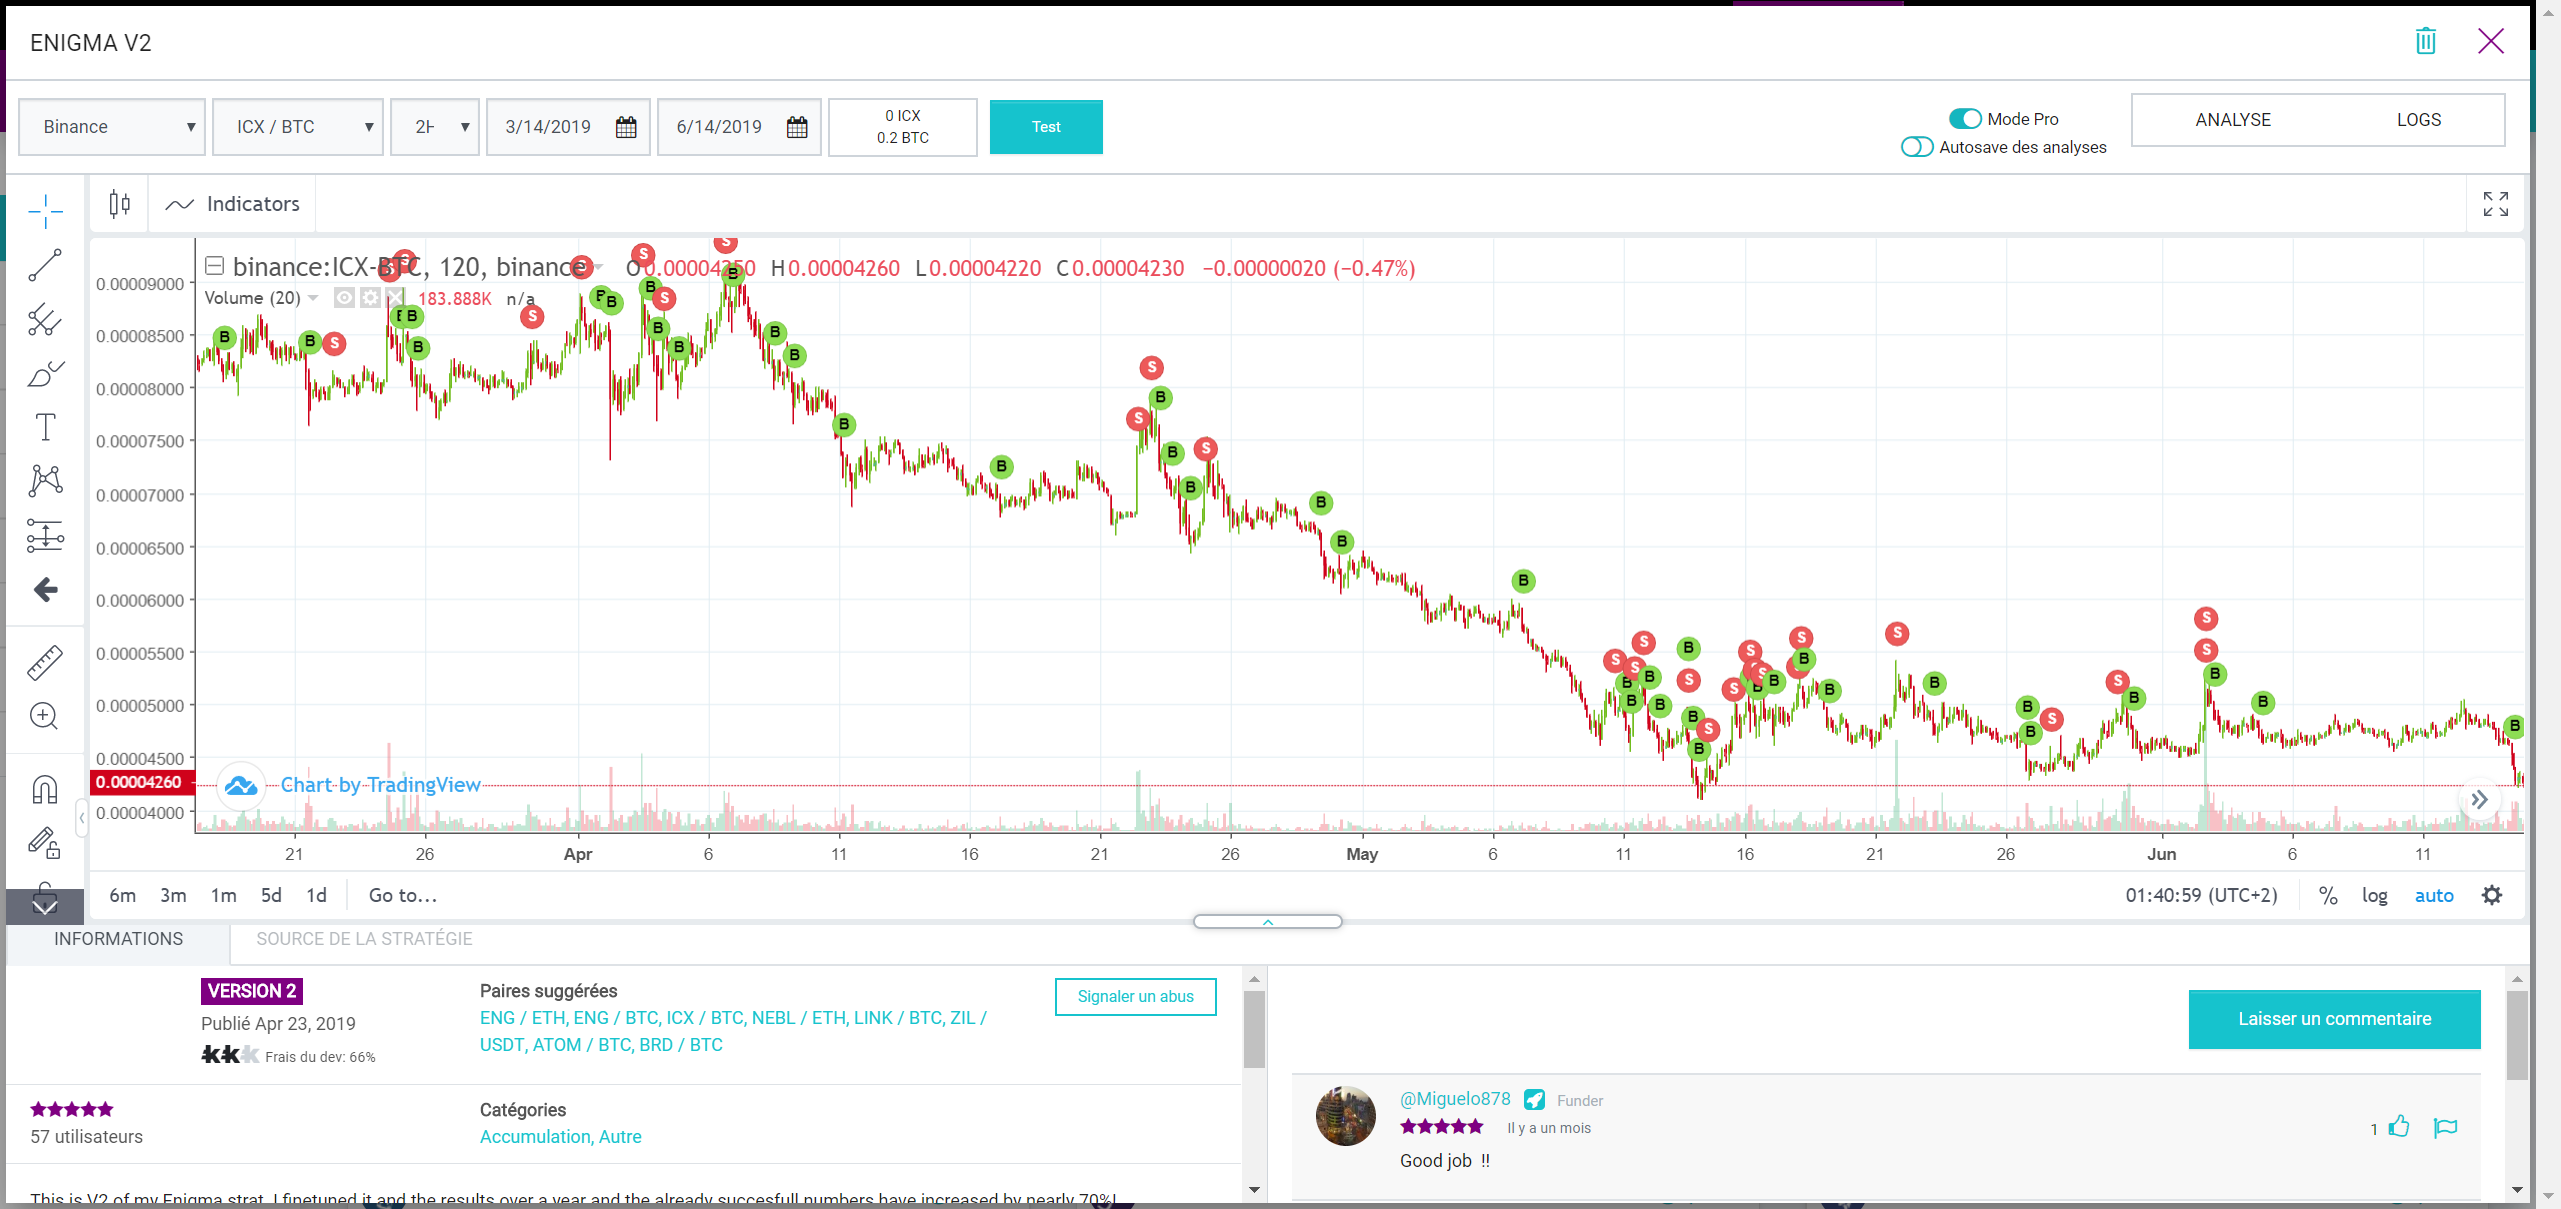 ENIGMA V2
Binance
ICX / BTC
3/14/2019
6/14/2019
0 ICX
0.2 BTC
Test
Mode Pro
Autosave des analyses
ANALYSE
LOGS
Indicators
binance:ICX-BTC, 120, binance O0.00004250 H0.00004260 L0.00004220 C0.00004230 −0.00000020 (−0.47%)
Volume (20) 183.888K n/a
0.00009000
0.00008500
0.00008000
0.00007500
0.00007000
0.00006500
0.00006000
0.00005500
0.00005000
0.00004500
0.00004260
0.00004000
Chart by TradingView
21 26 Apr 6 11 16 21 26 May 6 11 16 21 26 Jun 6 11
6m 3m 1m 5d 1d Go to...
01:40:59 (UTC+2) % log auto
INFORMATIONS
SOURCE DE LA STRATÉGIE
VERSION 2
Publié Apr 23, 2019
Frais du dev: 66%
Paires suggérées
ENG / ETH, ENG / BTC, ICX / BTC, NEBL / ETH, LINK / BTC, ZIL /
USDT, ATOM / BTC, BRD / BTC
Signaler un abus
57 utilisateurs
Catégories
Accumulation, Autre
This is V2 of my Enigma strat. I finetuned it and the results over a year and the already succesfull numbers have increased by nearly 70%!
Laisser un commentaire
@Miguelo878 Funder
Il y a un mois
Good job !!
1